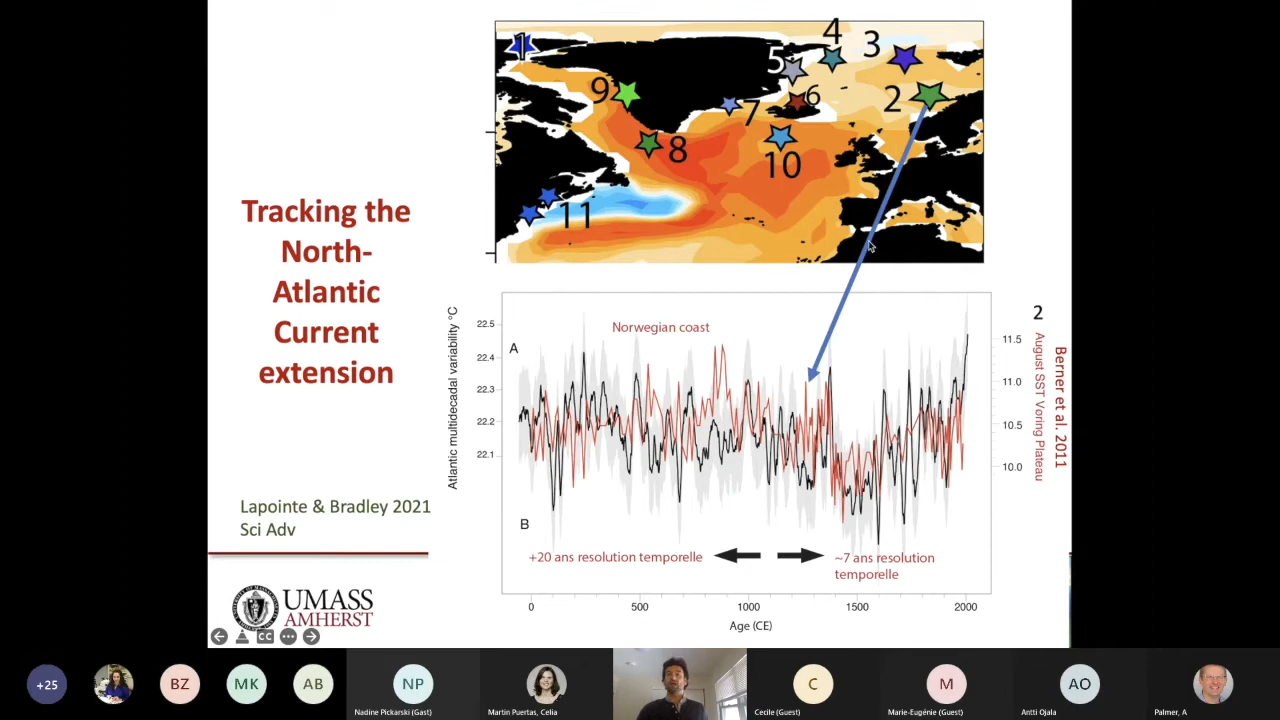 1
5
4
3
9
6
2
7
8
10
11
Tracking the
North-
Atlantic
Current
extension
Lapointe & Bradley 2021
Sci Adv
UMASS
AMHERST
CC
Atlantic multidecadal variability °C
22.5
22.4
22.3
22.2
22.1
A
B
Norwegian coast
2
11.5
11.0
10.5
10.0
August SST Vøring Plateau
Berner et al. 2011
+20 ans resolution temporelle
~7 ans resolution
temporelle
0
500
1000
1500
2000
Age (CE)
+25
BZ
MK
AB
NP
Nadine Pickarski (Gast)
Martin Puertas, Celia
C
Cecile (Guest)
M
Marie-Eugénie (Guest)
AO
Antti Ojala
Palmer, A